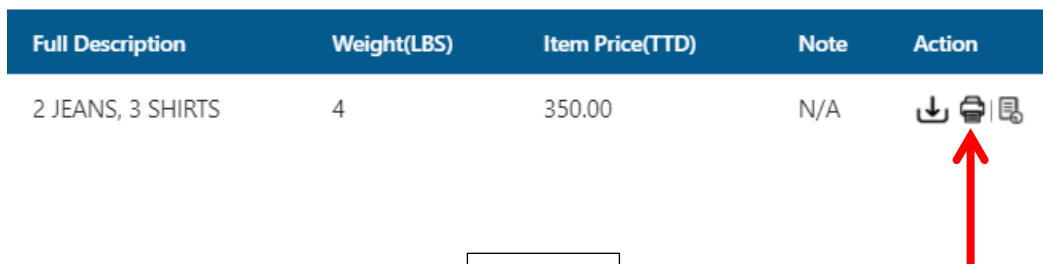 Full Description Weight(LBS) Item Price(TTD) Note Action
2 JEANS, 3 SHIRTS 4 350.00 N/A